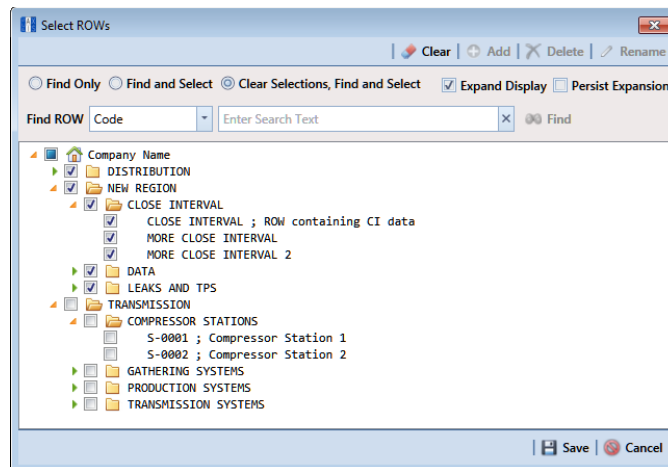 Select ROWs
Clear Add Delete Rename
Find Only Find and Select Clear Selections, Find and Select Expand Display Persist Expansion
Find ROW Code Enter Search Text Find
Company Name
DISTRIBUTION
NEW REGION
CLOSE INTERVAL
CLOSE INTERVAL ; ROW containing CI data
MORE CLOSE INTERVAL
MORE CLOSE INTERVAL 2
DATA
LEAKS AND TPS
TRANSMISSION
COMPRESSOR STATIONS
S-0001 ; Compressor Station 1
S-0002 ; Compressor Station 2
GATHERING SYSTEMS
PRODUCTION SYSTEMS
TRANSMISSION SYSTEMS
Save Cancel